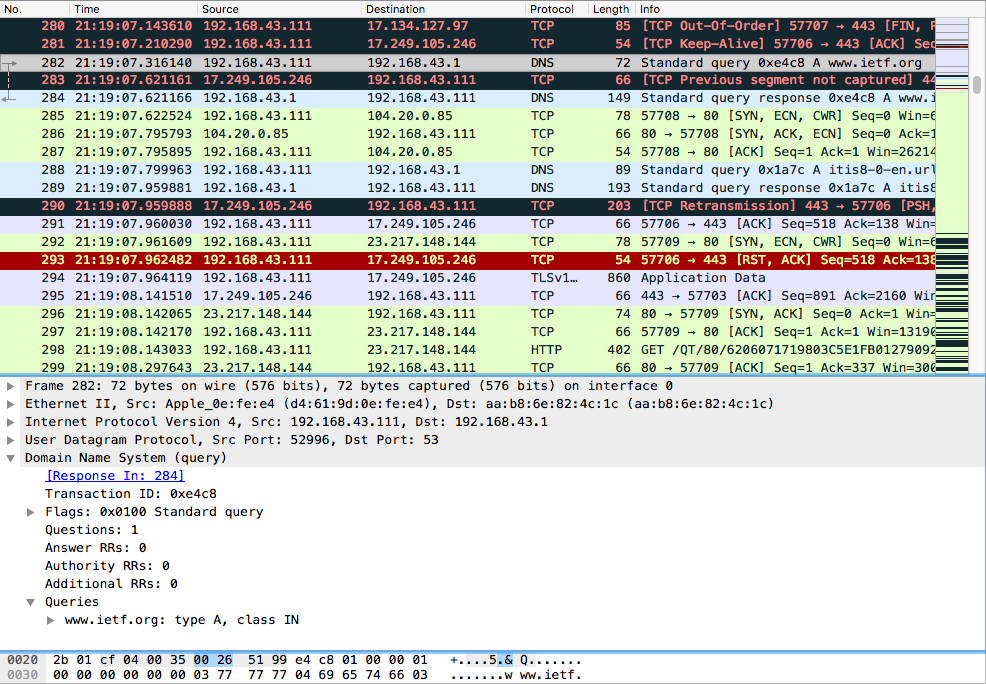 No. Time Source Destination Protocol Length Info
280 21:19:07.143610 192.168.43.111 17.134.127.97 TCP 85 [TCP Out-Of-Order] 57707 → 443 [FIN,
281 21:19:07.210290 192.168.43.111 17.249.105.246 TCP 54 [TCP Keep-Alive] 57706 → 443 [ACK] Seq
282 21:19:07.316140 192.168.43.111 192.168.43.1 DNS 72 Standard query 0xe4c8 A www.ietf.org
283 21:19:07.621161 17.249.105.246 192.168.43.111 TCP 66 [TCP Previous segment not captured] 44
284 21:19:07.621166 192.168.43.1 192.168.43.111 DNS 149 Standard query response 0xe4c8 A www.i
285 21:19:07.622524 192.168.43.111 104.20.0.85 TCP 78 57708 → 80 [SYN, ECN, CWR] Seq=0 Win=6
286 21:19:07.795793 104.20.0.85 192.168.43.111 TCP 66 80 → 57708 [SYN, ACK, ECN] Seq=0 Ack=1
287 21:19:07.795895 192.168.43.111 104.20.0.85 TCP 54 57708 → 80 [ACK] Seq=1 Ack=1 Win=26214
288 21:19:07.799963 192.168.43.111 192.168.43.1 DNS 89 Standard query 0x1a7c A itis8-0-en.url
289 21:19:07.959881 192.168.43.1 192.168.43.111 DNS 193 Standard query response 0x1a7c A itis8
290 21:19:07.959888 17.249.105.246 192.168.43.111 TCP 203 [TCP Retransmission] 443 → 57706 [PSH,
291 21:19:07.960030 192.168.43.111 17.249.105.246 TCP 66 57706 → 443 [ACK] Seq=518 Ack=138 Win=
292 21:19:07.961609 192.168.43.111 23.217.148.144 TCP 78 57709 → 80 [SYN, ECN, CWR] Seq=0 Win=6
293 21:19:07.962482 192.168.43.111 17.249.105.246 TCP 54 57706 → 443 [RST, ACK] Seq=518 Ack=138
294 21:19:07.964119 192.168.43.111 17.249.105.246 TLSv1… 860 Application Data
295 21:19:08.141510 17.249.105.246 192.168.43.111 TCP 66 443 → 57703 [ACK] Seq=891 Ack=2160 Win
296 21:19:08.142065 23.217.148.144 192.168.43.111 TCP 74 80 → 57709 [SYN, ACK] Seq=0 Ack=1 Win=
297 21:19:08.142170 192.168.43.111 23.217.148.144 TCP 66 57709 → 80 [ACK] Seq=1 Ack=1 Win=13190
298 21:19:08.143033 192.168.43.111 23.217.148.144 HTTP 402 GET /QT/80/6206071719803C5E1FB01279092
299 21:19:08.297643 23.217.148.144 192.168.43.111 TCP 66 80 → 57709 [ACK] Seq=1 Ack=337 Win=300
Frame 282: 72 bytes on wire (576 bits), 72 bytes captured (576 bits) on interface 0
Ethernet II, Src: Apple_0e:fe:e4 (d4:61:9d:0e:fe:e4), Dst: aa:b8:6e:82:4c:1c (aa:b8:6e:82:4c:1c)
Internet Protocol Version 4, Src: 192.168.43.111, Dst: 192.168.43.1
User Datagram Protocol, Src Port: 52996, Dst Port: 53
Domain Name System (query)
[Response In: 284]
Transaction ID: 0xe4c8
Flags: 0x0100 Standard query
Questions: 1
Answer RRs: 0
Authority RRs: 0
Additional RRs: 0
Queries
www.ietf.org: type A, class IN
0020 2b 01 cf 04 00 35 00 26 51 99 e4 c8 01 00 00 01 +....5.& Q.......
0030 00 00 00 00 00 00 03 77 77 77 04 69 65 74 66 03 .......w ww.ietf.